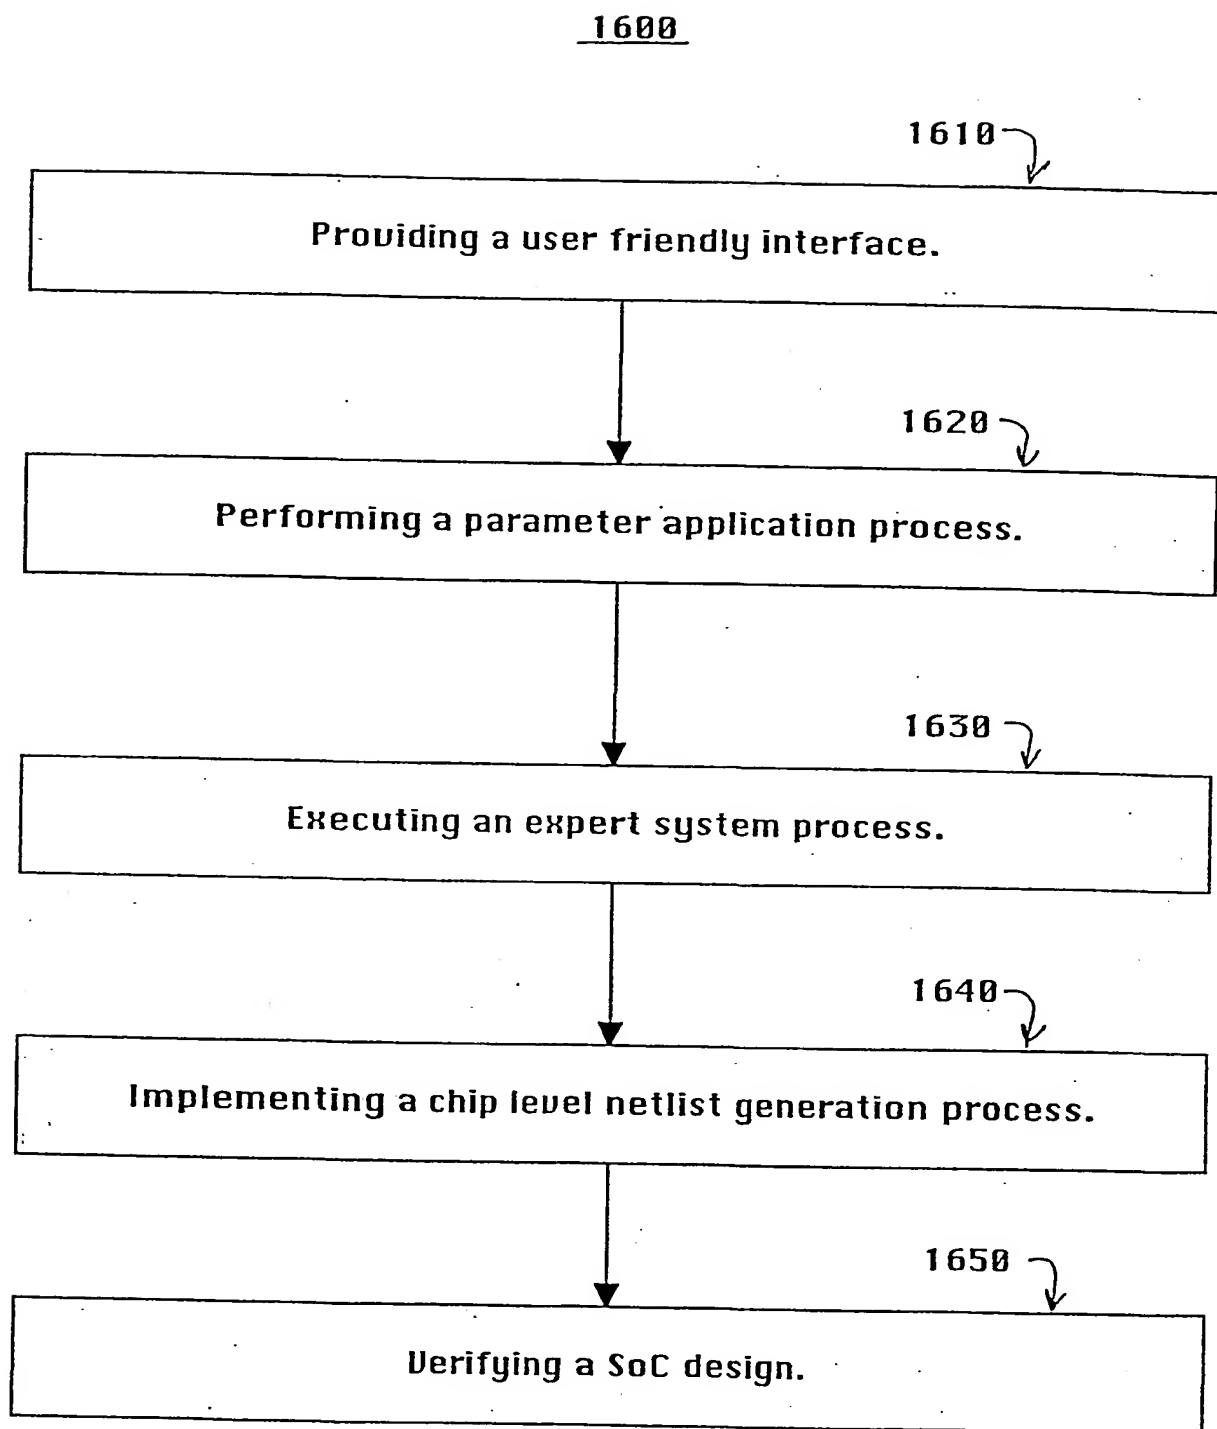 1600
1610
Providing a user friendly interface.
1620
Performing a parameter application process.
1630
Executing an expert system process.
1640
Implementing a chip level netlist generation process.
1650
Verifying a SoC design.